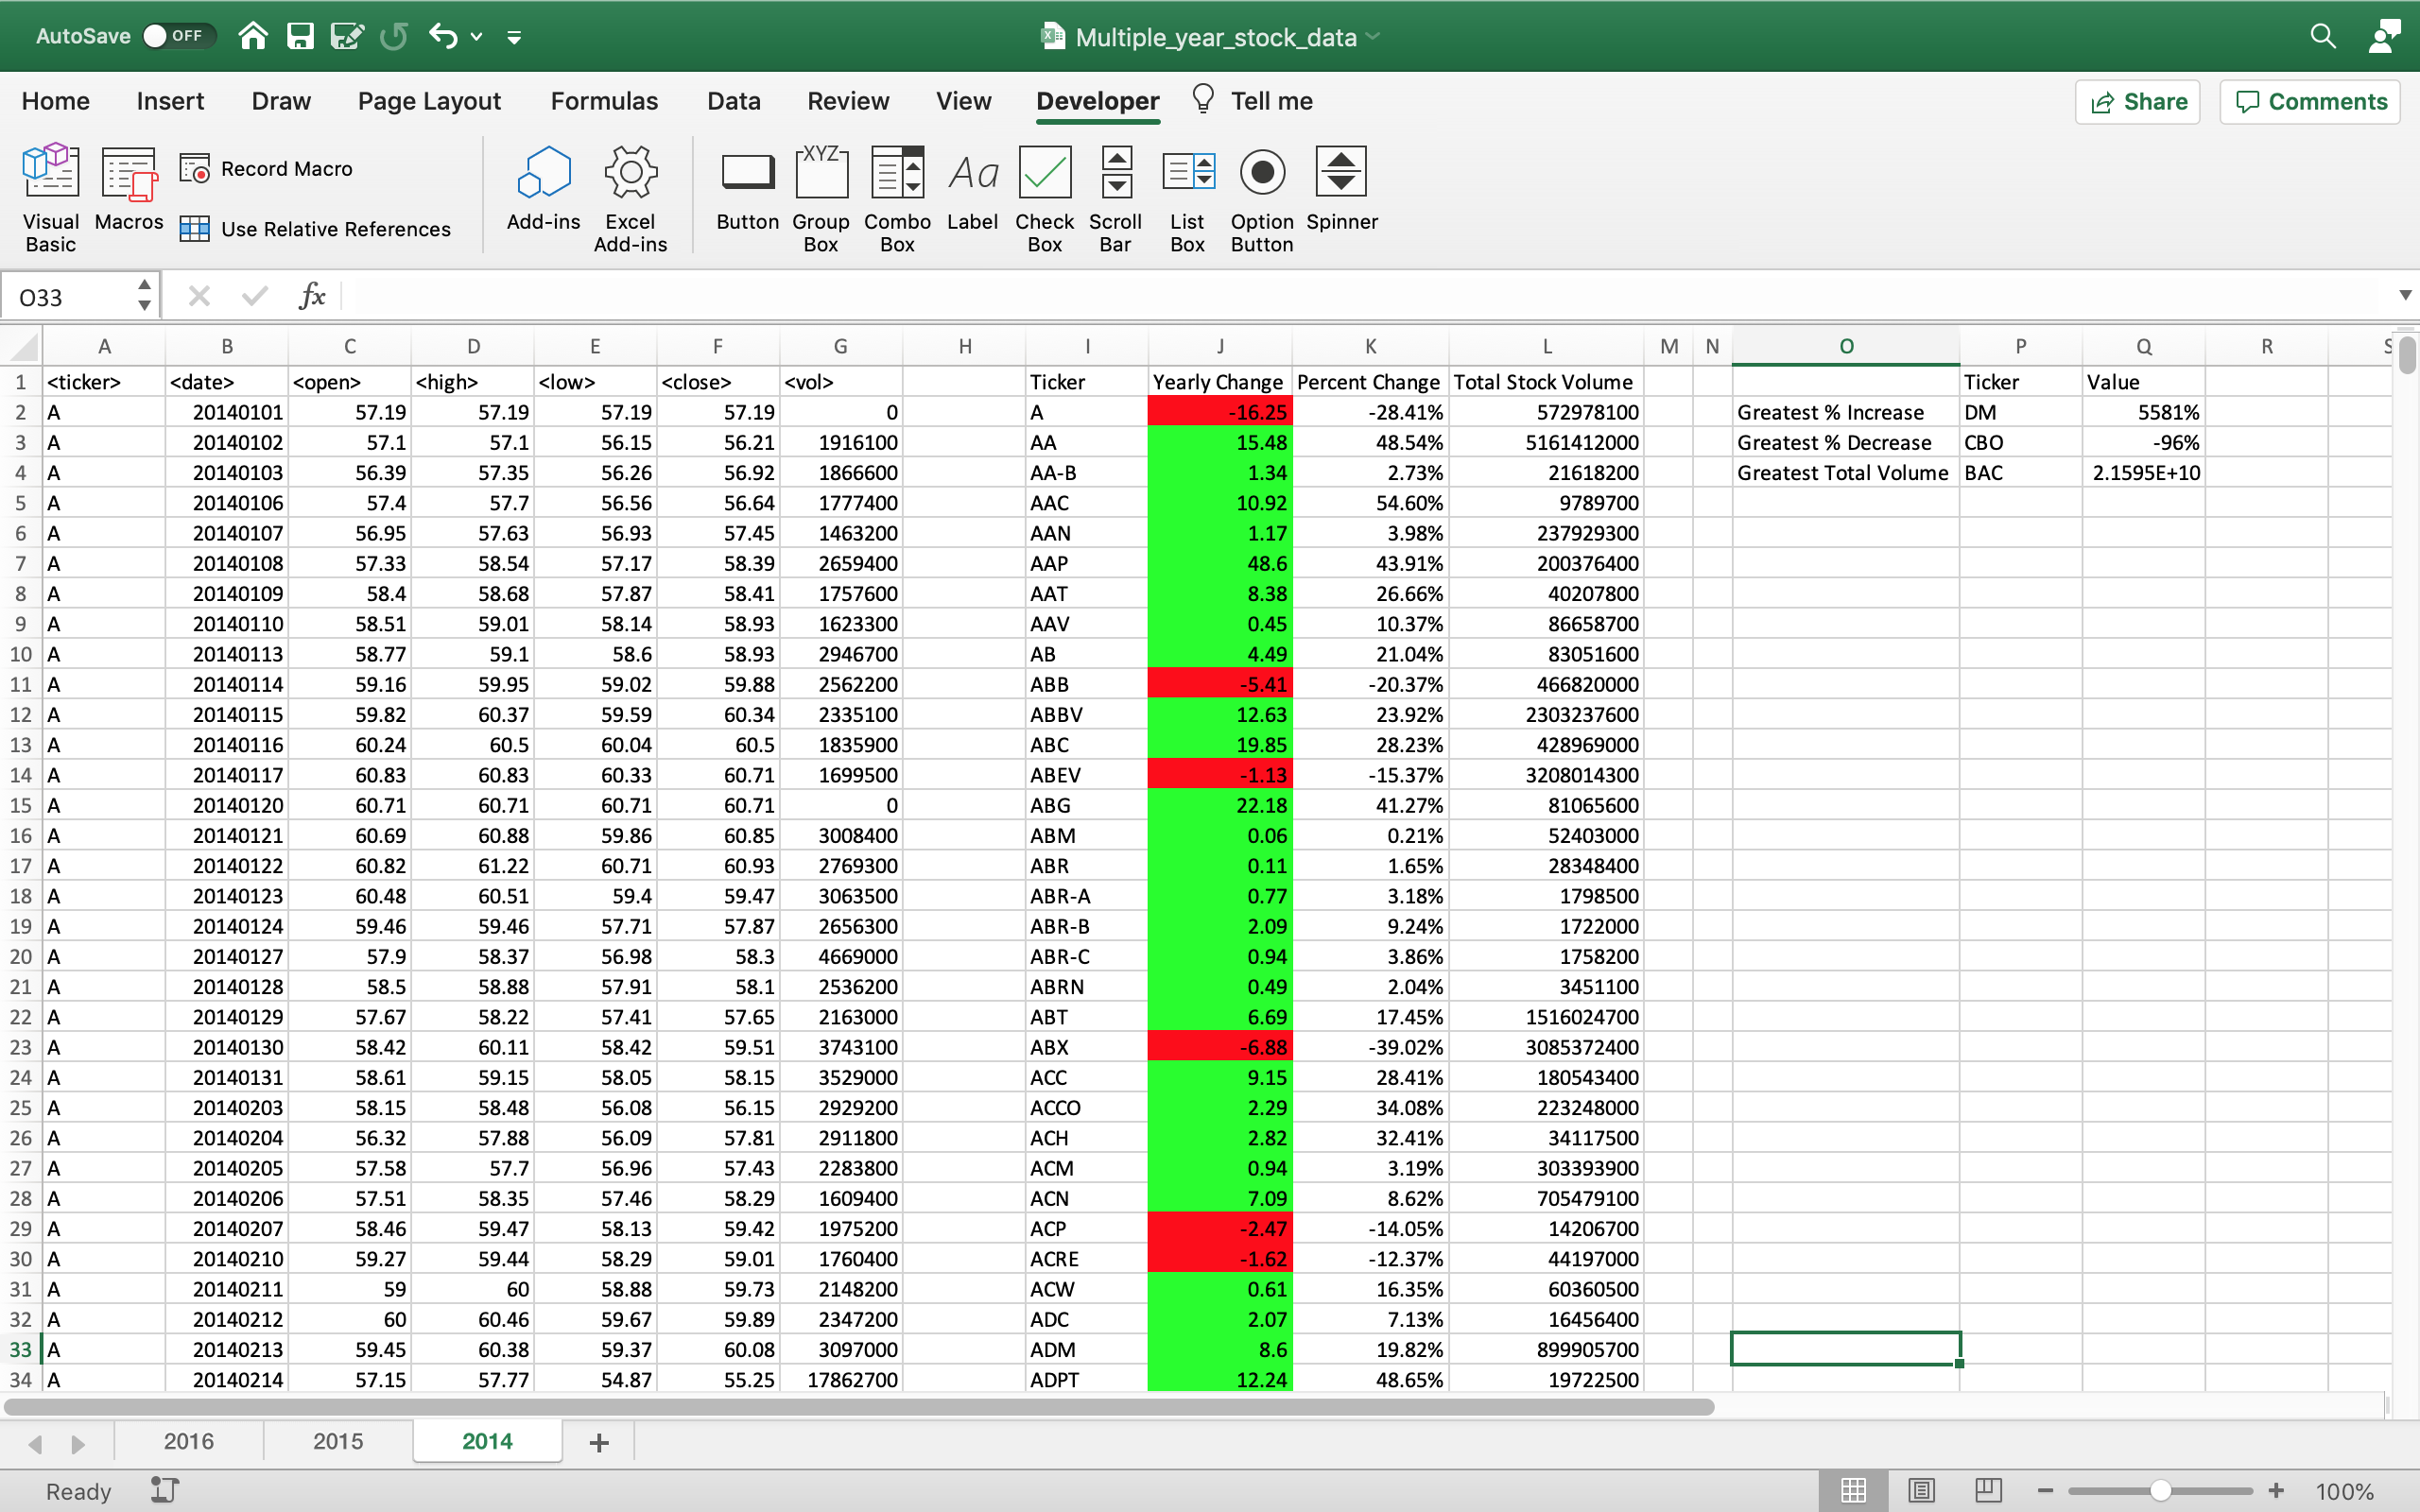 AutoSave OFF Multiple_year_stock_data
Home Insert Draw Page Layout Formulas Data Review View Developer Tell me Share Comments
Visual Basic Macros Record Macro Use Relative References Add-ins Excel Add-ins Button Group Box Combo Box Label Check Box Scroll Bar List Box Option Button Spinner
XYZ Aa
O33 fx
A B C D E F G H I J K L M N O P Q R S
1 <ticker> <date> <open> <high> <low> <close> <vol> Ticker Yearly Change Percent Change Total Stock Volume Ticker Value
2 A 20140101 57.19 57.19 57.19 57.19 0 A -16.25 -28.41% 572978100 Greatest % Increase DM 5581%
3 A 20140102 57.1 57.1 56.15 56.21 1916100 AA 15.48 48.54% 5161412000 Greatest % Decrease CBO -96%
4 A 20140103 56.39 57.35 56.26 56.92 1866600 AA-B 1.34 2.73% 21618200 Greatest Total Volume BAC 2.1595E+10
5 A 20140106 57.4 57.7 56.56 56.64 1777400 AAC 10.92 54.60% 9789700
6 A 20140107 56.95 57.63 56.93 57.45 1463200 AAN 1.17 3.98% 237929300
7 A 20140108 57.33 58.54 57.17 58.39 2659400 AAP 48.6 43.91% 200376400
8 A 20140109 58.4 58.68 57.87 58.41 1757600 AAT 8.38 26.66% 40207800
9 A 20140110 58.51 59.01 58.14 58.93 1623300 AAV 0.45 10.37% 86658700
10 A 20140113 58.77 59.1 58.6 58.93 2946700 AB 4.49 21.04% 83051600
11 A 20140114 59.16 59.95 59.02 59.88 2562200 ABB -5.41 -20.37% 466820000
12 A 20140115 59.82 60.37 59.59 60.34 2335100 ABBV 12.63 23.92% 2303237600
13 A 20140116 60.24 60.5 60.04 60.5 1835900 ABC 19.85 28.23% 428969000
14 A 20140117 60.83 60.83 60.33 60.71 1699500 ABEV -1.13 -15.37% 3208014300
15 A 20140120 60.71 60.71 60.71 60.71 0 ABG 22.18 41.27% 81065600
16 A 20140121 60.69 60.88 59.86 60.85 3008400 ABM 0.06 0.21% 52403000
17 A 20140122 60.82 61.22 60.71 60.93 2769300 ABR 0.11 1.65% 28348400
18 A 20140123 60.48 60.51 59.4 59.47 3063500 ABR-A 0.77 3.18% 1798500
19 A 20140124 59.46 59.46 57.71 57.87 2656300 ABR-B 2.09 9.24% 1722000
20 A 20140127 57.9 58.37 56.98 58.3 4669000 ABR-C 0.94 3.86% 1758200
21 A 20140128 58.5 58.88 57.91 58.1 2536200 ABRN 0.49 2.04% 3451100
22 A 20140129 57.67 58.22 57.41 57.65 2163000 ABT 6.69 17.45% 1516024700
23 A 20140130 58.42 60.11 58.42 59.51 3743100 ABX -6.88 -39.02% 3085372400
24 A 20140131 58.61 59.15 58.05 58.15 3529000 ACC 9.15 28.41% 180543400
25 A 20140203 58.15 58.48 56.08 56.15 2929200 ACCO 2.29 34.08% 223248000
26 A 20140204 56.32 57.88 56.09 57.81 2911800 ACH 2.82 32.41% 34117500
27 A 20140205 57.58 57.7 56.96 57.43 2283800 ACM 0.94 3.19% 303393900
28 A 20140206 57.51 58.35 57.46 58.29 1609400 ACN 7.09 8.62% 705479100
29 A 20140207 58.46 59.47 58.13 59.42 1975200 ACP -2.47 -14.05% 14206700
30 A 20140210 59.27 59.44 58.29 59.01 1760400 ACRE -1.62 -12.37% 44197000
31 A 20140211 59 60 58.88 59.73 2148200 ACW 0.61 16.35% 60360500
32 A 20140212 60 60.46 59.67 59.89 2347200 ADC 2.07 7.13% 16456400
33 A 20140213 59.45 60.38 59.37 60.08 3097000 ADM 8.6 19.82% 899905700
34 A 20140214 57.15 57.77 54.87 55.25 17862700 ADPT 12.24 48.65% 19722500
2016 2015 2014 +
Ready 100%